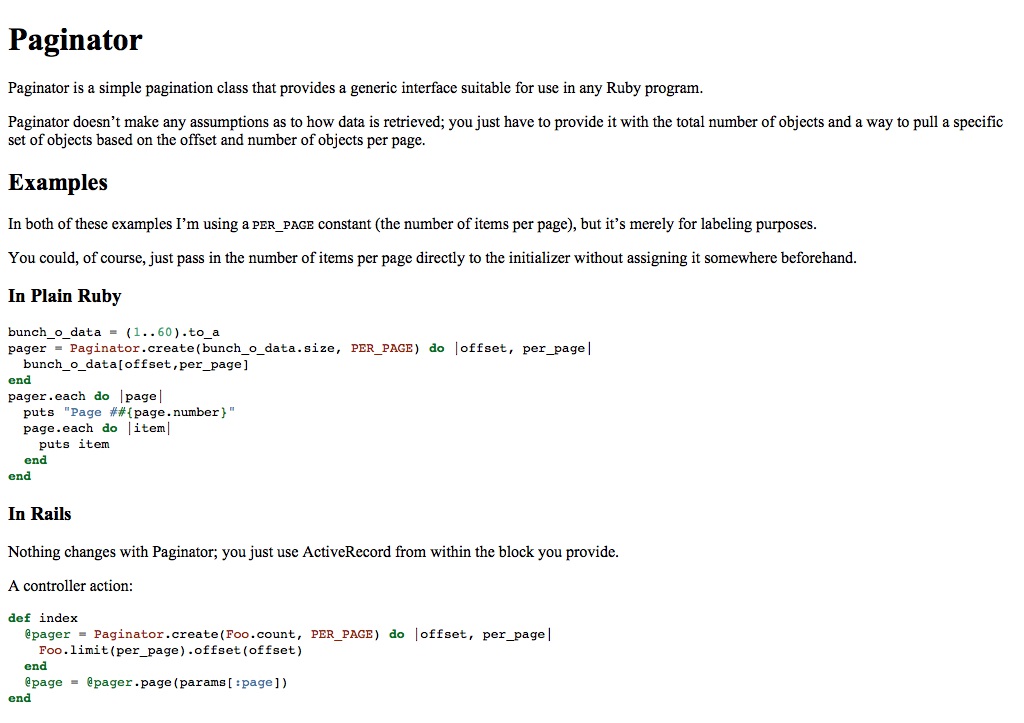 Paginator
Paginator is a simple pagination class that provides a generic interface suitable for use in any Ruby program.
Paginator doesn’t make any assumptions as to how data is retrieved; you just have to provide it with the total number of objects and a way to pull a specific
set of objects based on the offset and number of objects per page.
Examples
In both of these examples I’m using a PER_PAGE constant (the number of items per page), but it’s merely for labeling purposes.
You could, of course, just pass in the number of items per page directly to the initializer without assigning it somewhere beforehand.
In Plain Ruby
bunch_o_data = (1..60).to_a
pager = Paginator.create(bunch_o_data.size, PER_PAGE) do |offset, per_page|
  bunch_o_data[offset,per_page]
end
pager.each do |page|
  puts "Page ##{page.number}"
  page.each do |item|
    puts item
  end
end
In Rails
Nothing changes with Paginator; you just use ActiveRecord from within the block you provide.
A controller action:
def index
  @pager = Paginator.create(Foo.count, PER_PAGE) do |offset, per_page|
    Foo.limit(per_page).offset(offset)
  end
  @page = @pager.page(params[:page])
end